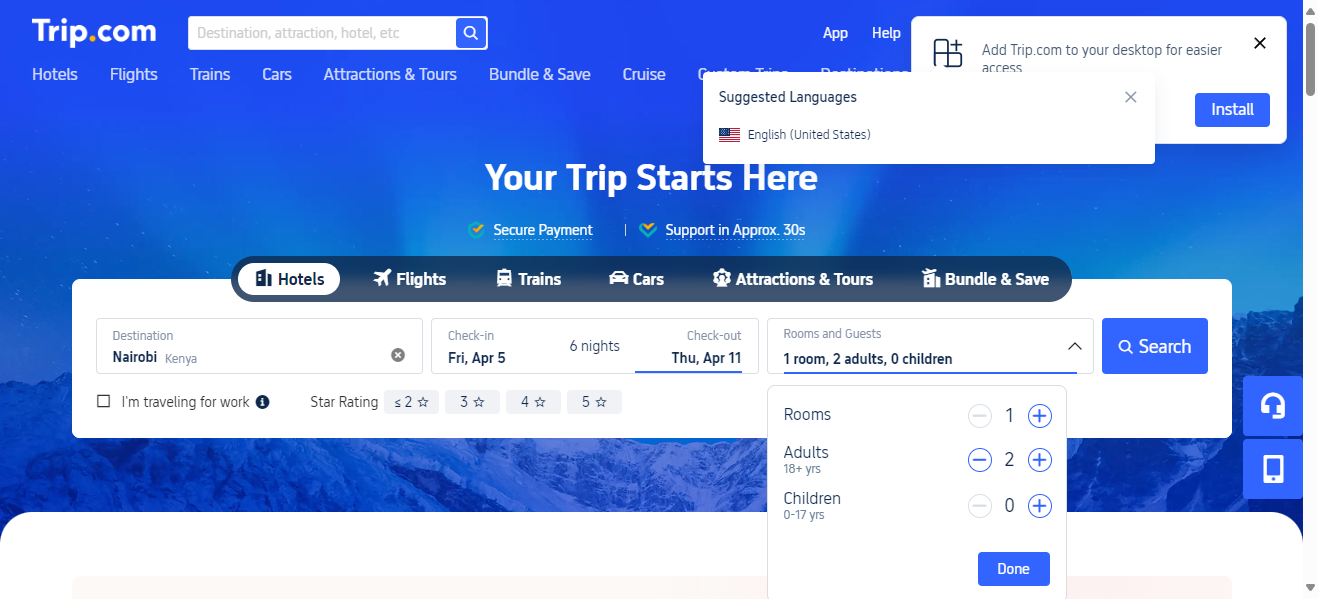 Trip.com
Destination, attraction, hotel, etc
App
Help
Add Trip.com to your desktop for easier
access
Install
Hotels
Flights
Trains
Cars
Attractions & Tours
Bundle & Save
Cruise
Suggested Languages
English (United States)
Your Trip Starts Here
Secure Payment
Support in Approx. 30s
Hotels
Flights
Trains
Cars
Attractions & Tours
Bundle & Save
Destination
Nairobi Kenya
Check-in
Fri, Apr 5
6 nights
Check-out
Thu, Apr 11
Rooms and Guests
1 room, 2 adults, 0 children
Search
I'm traveling for work
Star Rating
≤ 2 ☆
3 ☆
4 ☆
5 ☆
Rooms
1
Adults
18+ yrs
2
Children
0-17 yrs
0
Done